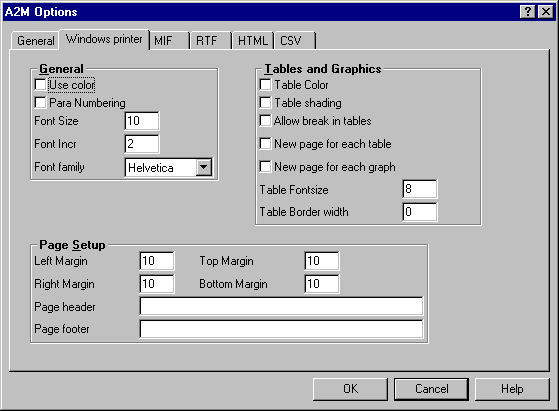 A2M Options
General Windows printer MIF RTF HTML CSV
General
Use color
Para Numbering
Font Size 10
Font Incr 2
Font family Helvetica
Tables and Graphics
Table Color
Table shading
Allow break in tables
New page for each table
New page for each graph
Table Fontsize 8
Table Border width 0
Page Setup
Left Margin 10 Top Margin 10
Right Margin 10 Bottom Margin 10
Page header
Page footer
OK Cancel Help